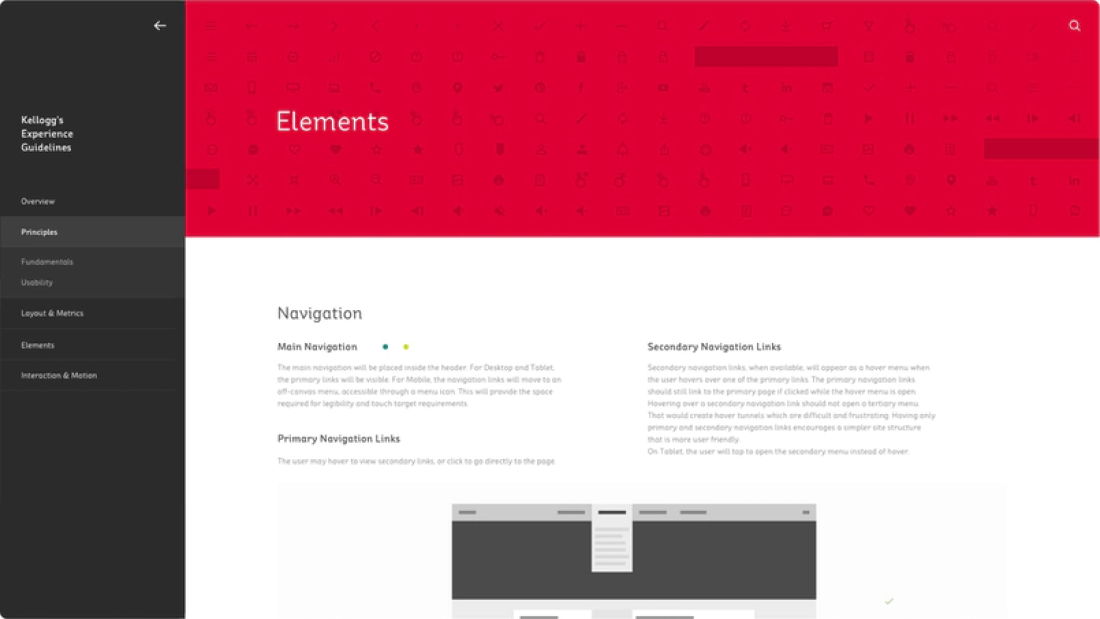 Kellogg's
Experience
Guidelines
Overview
Principles
Fundamentals
Usability
Layout & Metrics
Elements
Interaction & Motion
Elements
Navigation
Main Navigation
The main navigation will be placed inside the header. For Desktop and Tablet,
the primary links will be visible. For Mobile, the navigation links will move to an
off-canvas menu, accessible through a menu icon. This will provide the space
required for legibility and touch target requirements.
Primary Navigation Links
The user may hover to view secondary links, or click to go directly to the page.
Secondary Navigation Links
Secondary navigation links, when available, will appear as a hover menu when
the user hovers over one of the primary links. The primary navigation links
should still link to the primary page if clicked while the hover menu is open.
Hovering over a secondary navigation link should not open a tertiary menu.
That would create hover tunnels which are difficult and frustrating. Having only
primary and secondary navigation links encourages a simpler site structure
that is more user friendly.
On Tablet, the user will tap to open the secondary menu instead of hover.